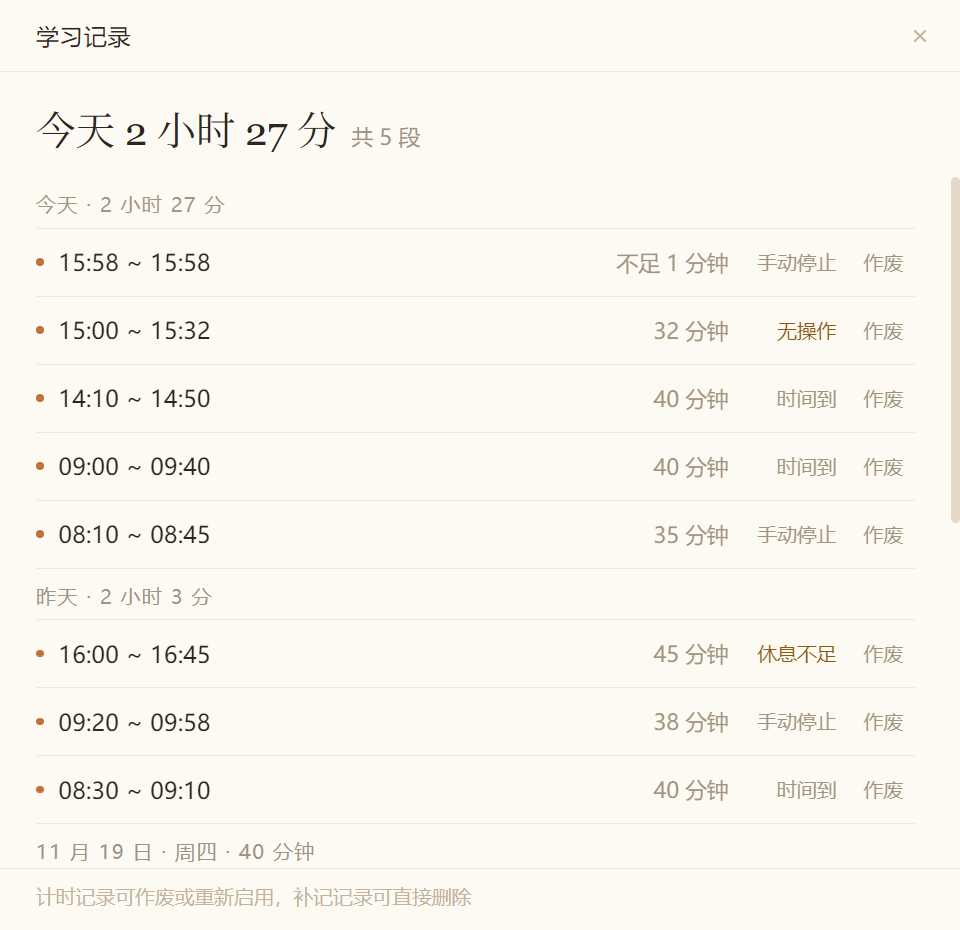 学习记录 ×
今天 2 小时 27 分 共 5 段
今天 · 2 小时 27 分
15:58 ~ 15:58 不足 1 分钟 手动停止 作废
15:00 ~ 15:32 32 分钟 无操作 作废
14:10 ~ 14:50 40 分钟 时间到 作废
09:00 ~ 09:40 40 分钟 时间到 作废
08:10 ~ 08:45 35 分钟 手动停止 作废
昨天 · 2 小时 3 分
16:00 ~ 16:45 45 分钟 休息不足 作废
09:20 ~ 09:58 38 分钟 手动停止 作废
08:30 ~ 09:10 40 分钟 时间到 作废
11 月 19 日 · 周四 · 40 分钟
计时记录可作废或重新启用，补记记录可直接删除